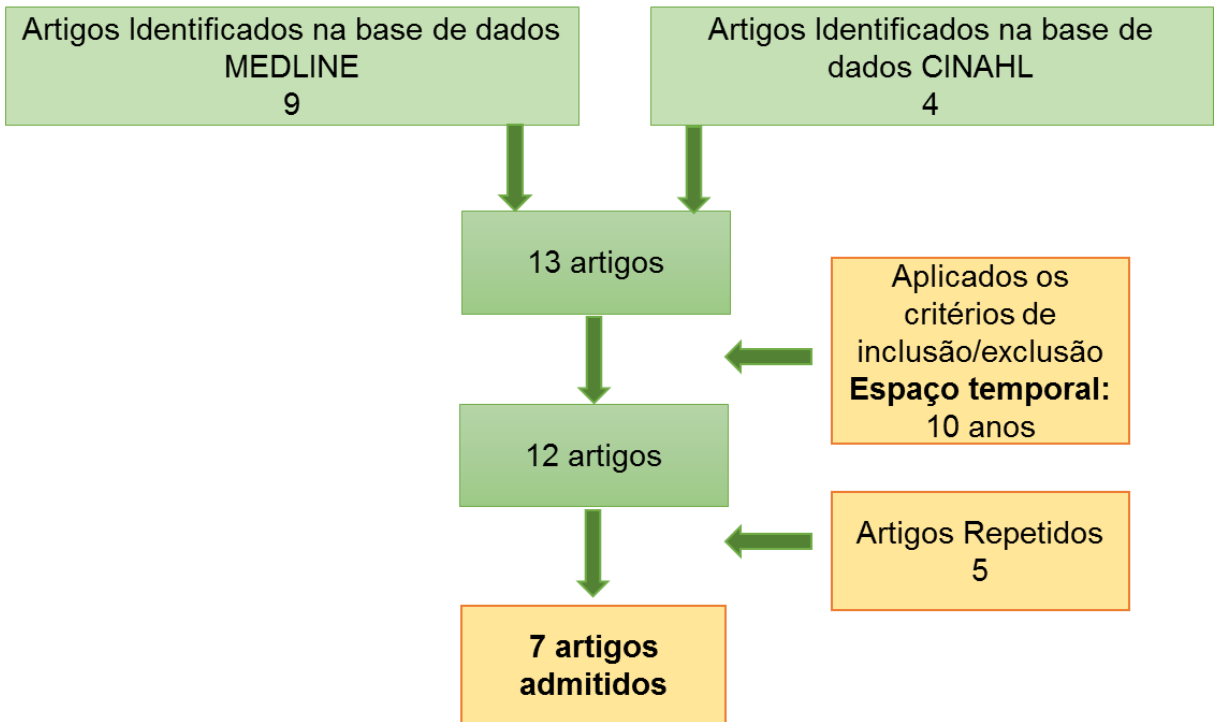 Artigos Identificados na base de dados
MEDLINE
9
Artigos Identificados na base de
dados CINAHL
4
13 artigos
Aplicados os
critérios de
inclusão/exclusão
Espaço temporal:
10 anos
12 artigos
Artigos Repetidos
5
7 artigos
admitidos